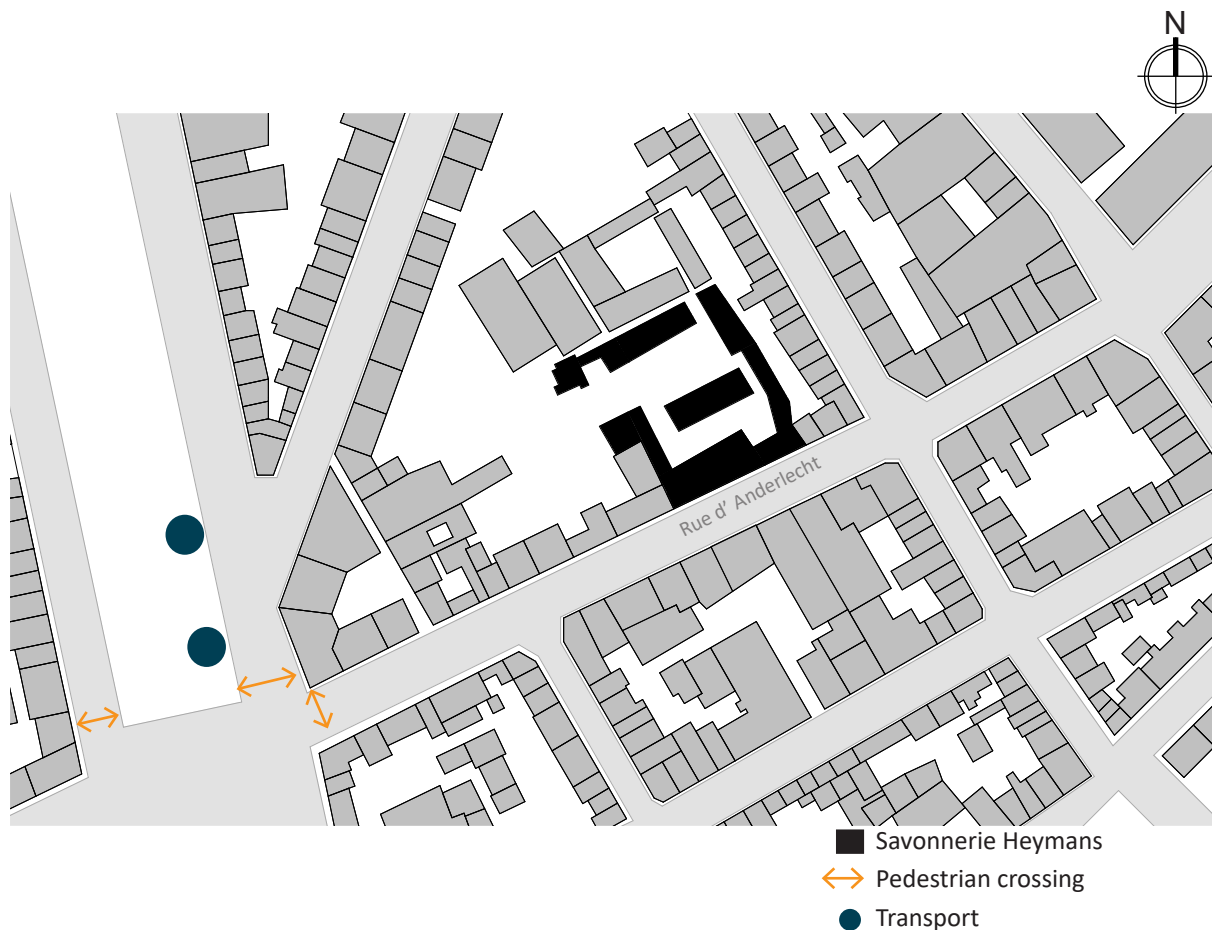 N
Rue d' Anderlecht
Savonnerie Heymans
Pedestrian crossing
Transport